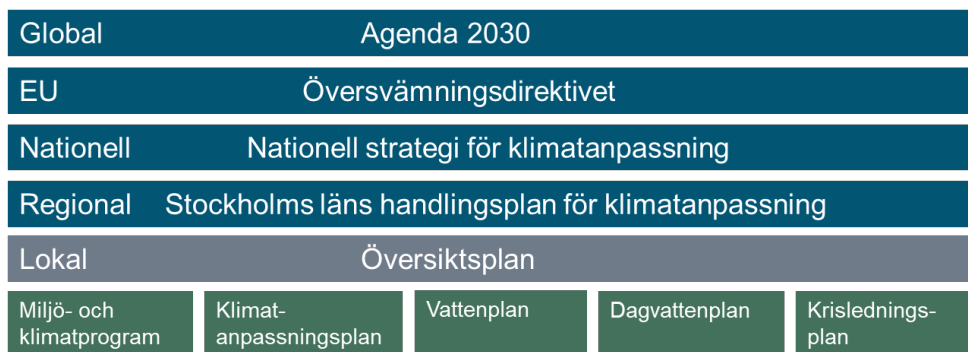 Global Agenda 2030
EU Översvämningsdirektivet
Nationell Nationell strategi för klimatanpassning
Regional Stockholms läns handlingsplan för klimatanpassning
Lokal Översiktsplan
Miljö- och
klimatprogram
Klimat-
anpassningsplan
Vattenplan
Dagvattenplan
Krislednings-
plan